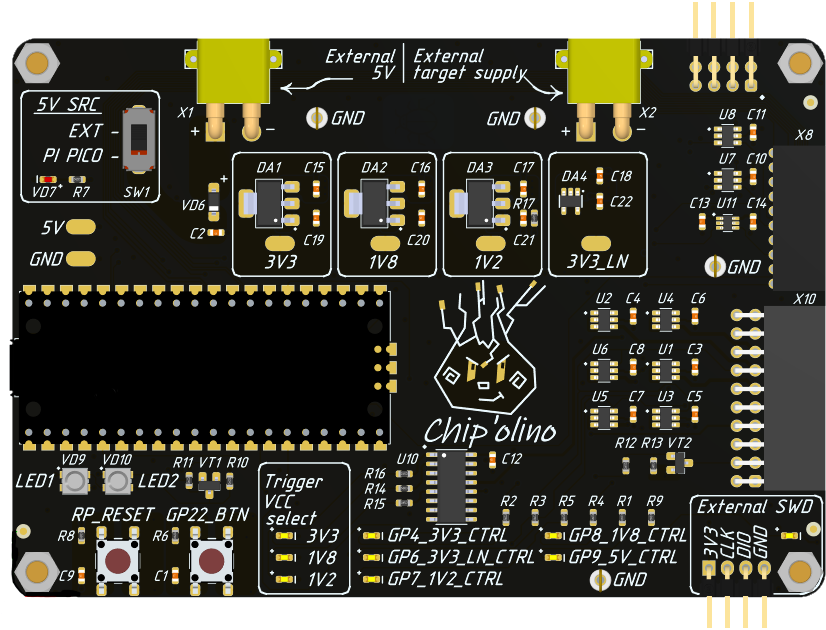 External
5V
External
target supply
5V SRC
EXT
PI PICO
VD7
R7
SW1
X1
+
-
GND
GND
+
-
X2
U8
C11
X8
U7
C10
C13
U11
C14
GND
VD6
C2
DA1
C15
C19
3V3
DA2
C16
C20
1V8
DA3
C17
R17
C21
1V2
DA4
C18
C22
3V3_LN
5V
GND
X10
U2
C4
U4
C6
U6
C8
U1
C3
U5
C7
U3
C5
R12
R13
VT2
Chip'olino
LED1
VD9
VD10
LED2
R11
VT1
R10
U10
C12
R16
R14
R15
R2
R3
R5
R4
R1
R9
RP_RESET
GP22_BTN
R8
R6
C9
C1
Trigger
VCC
select
3V3
1V8
1V2
GP4_3V3_CTRL
GP6_3V3_LN_CTRL
GP7_1V2_CTRL
GP8_1V8_CTRL
GP9_5V_CTRL
GND
External SWD
3V3
CLK
DIO
GND